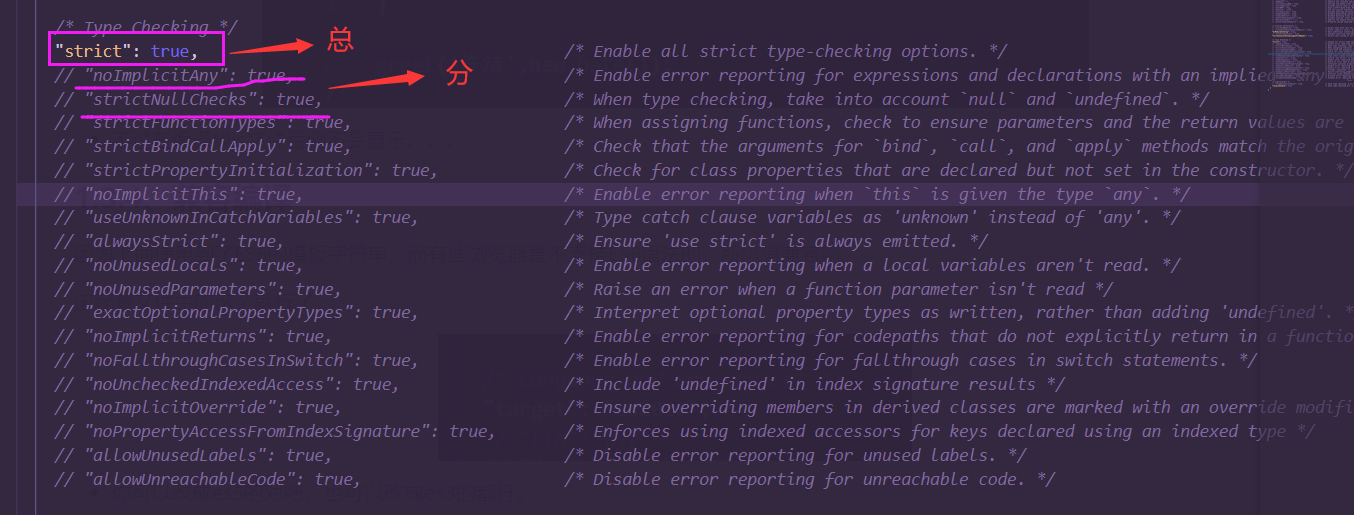 /* Type Checking */
"strict": true, /* Enable all strict type-checking options. */
总
// "noImplicitAny": true, /* Enable error reporting for expressions and declarations with an implied
分
// "strictNullChecks": true, /* When type checking, take into account `null` and `undefined`. */
// "strictFunctionTypes": true, /* When assigning functions, check to ensure parameters and the return values are
// "strictBindCallApply": true, /* Check that the arguments for `bind`, `call`, and `apply` methods match the orig
// "strictPropertyInitialization": true, /* Check for class properties that are declared but not set in the constructor. */
// "noImplicitThis": true, /* Enable error reporting when `this` is given the type `any`. */
// "useUnknownInCatchVariables": true, /* Type catch clause variables as 'unknown' instead of 'any'. */
// "alwaysStrict": true, /* Ensure 'use strict' is always emitted. */
// "noUnusedLocals": true, /* Enable error reporting when a local variables aren't read. */
// "noUnusedParameters": true, /* Raise an error when a function parameter isn't read */
// "exactOptionalPropertyTypes": true, /* Interpret optional property types as written, rather than adding 'undefined'. *
// "noImplicitReturns": true, /* Enable error reporting for codepaths that do not explicitly return in a function
// "noFallthroughCasesInSwitch": true, /* Enable error reporting for fallthrough cases in switch statements. */
// "noUncheckedIndexedAccess": true, /* Include 'undefined' in index signature results */
// "noImplicitOverride": true, /* Ensure overriding members in derived classes are marked with an override modifi
// "noPropertyAccessFromIndexSignature": true, /* Enforces using indexed accessors for keys declared using an indexed type */
// "allowUnusedLabels": true, /* Disable error reporting for unused labels. */
// "allowUnreachableCode": true, /* Disable error reporting for unreachable code. */